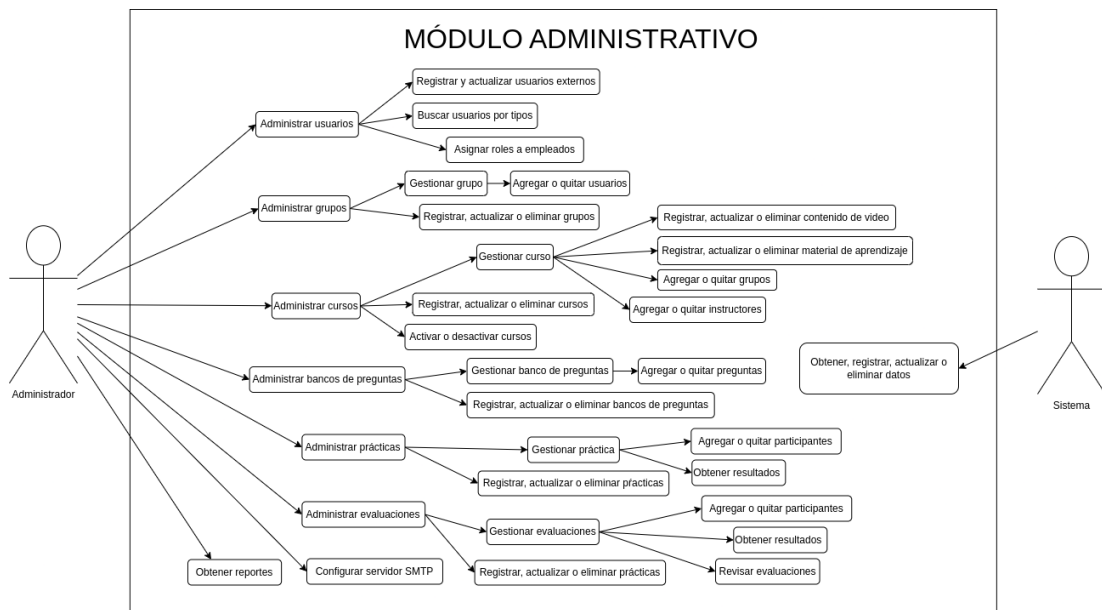 MÓDULO ADMINISTRATIVO
Registrar y actualizar usuarios externos
Administrar usuarios
Buscar usuarios por tipos
Asignar roles a empleados
Gestionar grupo
Agregar o quitar usuarios
Administrar grupos
Registrar, actualizar o eliminar grupos
Registrar, actualizar o eliminar contenido de video
Gestionar curso
Registrar, actualizar o eliminar material de aprendizaje
Agregar o quitar grupos
Administrar cursos
Registrar, actualizar o eliminar cursos
Agregar o quitar instructores
Activar o desactivar cursos
Obtener, registrar, actualizar o
eliminar datos
Administrador
Sistema
Administrar bancos de preguntas
Gestionar banco de preguntas
Agregar o quitar preguntas
Registrar, actualizar o eliminar bancos de preguntas
Administrar prácticas
Gestionar práctica
Agregar o quitar participantes
Obtener resultados
Registrar, actualizar o eliminar pŕacticas
Administrar evaluaciones
Gestionar evaluaciones
Agregar o quitar participantes
Obtener resultados
Revisar evaluaciones
Registrar, actualizar o eliminar prácticas
Obtener reportes
Configurar servidor SMTP